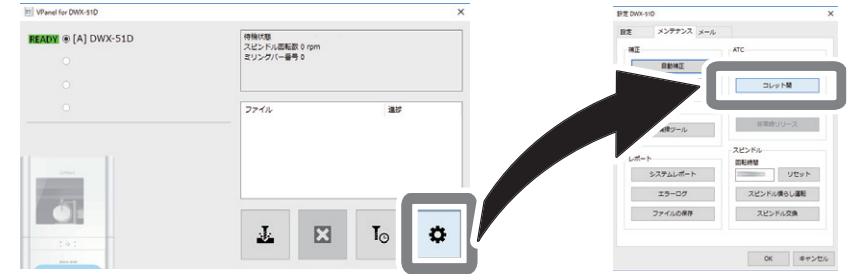 VPanel for DWX-51D
READY [A] DWX-51D
待機状態
スピンドル回転数 0 rpm
ミリングバー番号 0
ファイル 進捗
設定 DWX-51D
設定 メンテナンス メール
補正
自動補正
ATC
コレット開
非常時リリース
レポート
システムレポート
エラーログ
ファイルの保存
スピンドル
回転時間
リセット
スピンドル慣らし運転
スピンドル交換
OK キャンセル